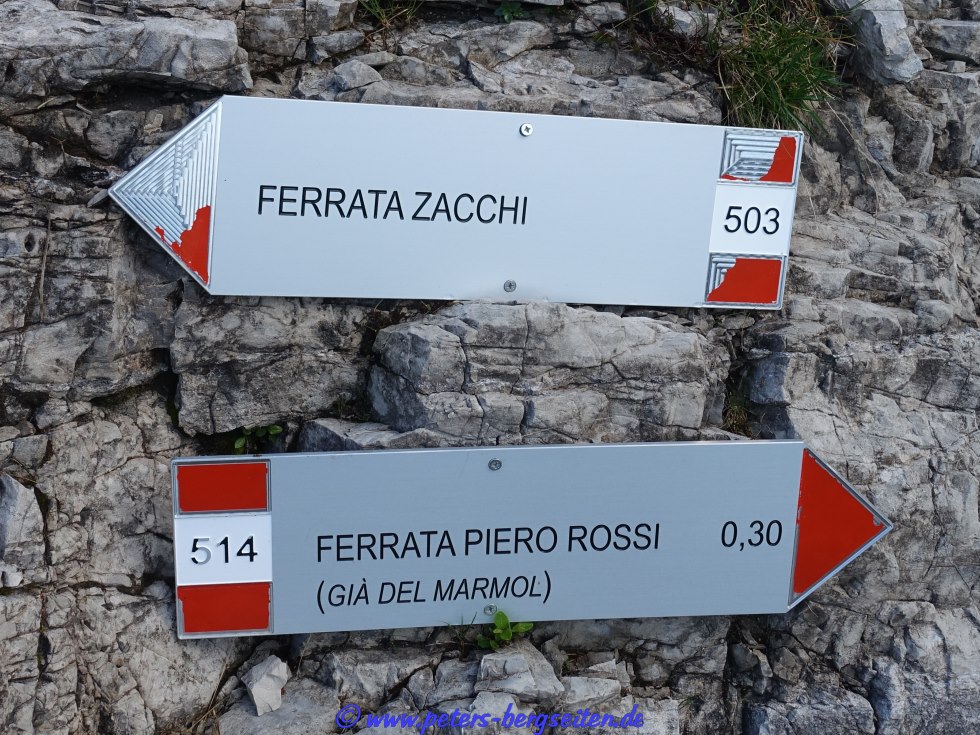 FERRATA ZACCHI
503
514
FERRATA PIERO ROSSI 0,30
(GIÀ DEL MARMOL)
© www.peters-bergseiten.de